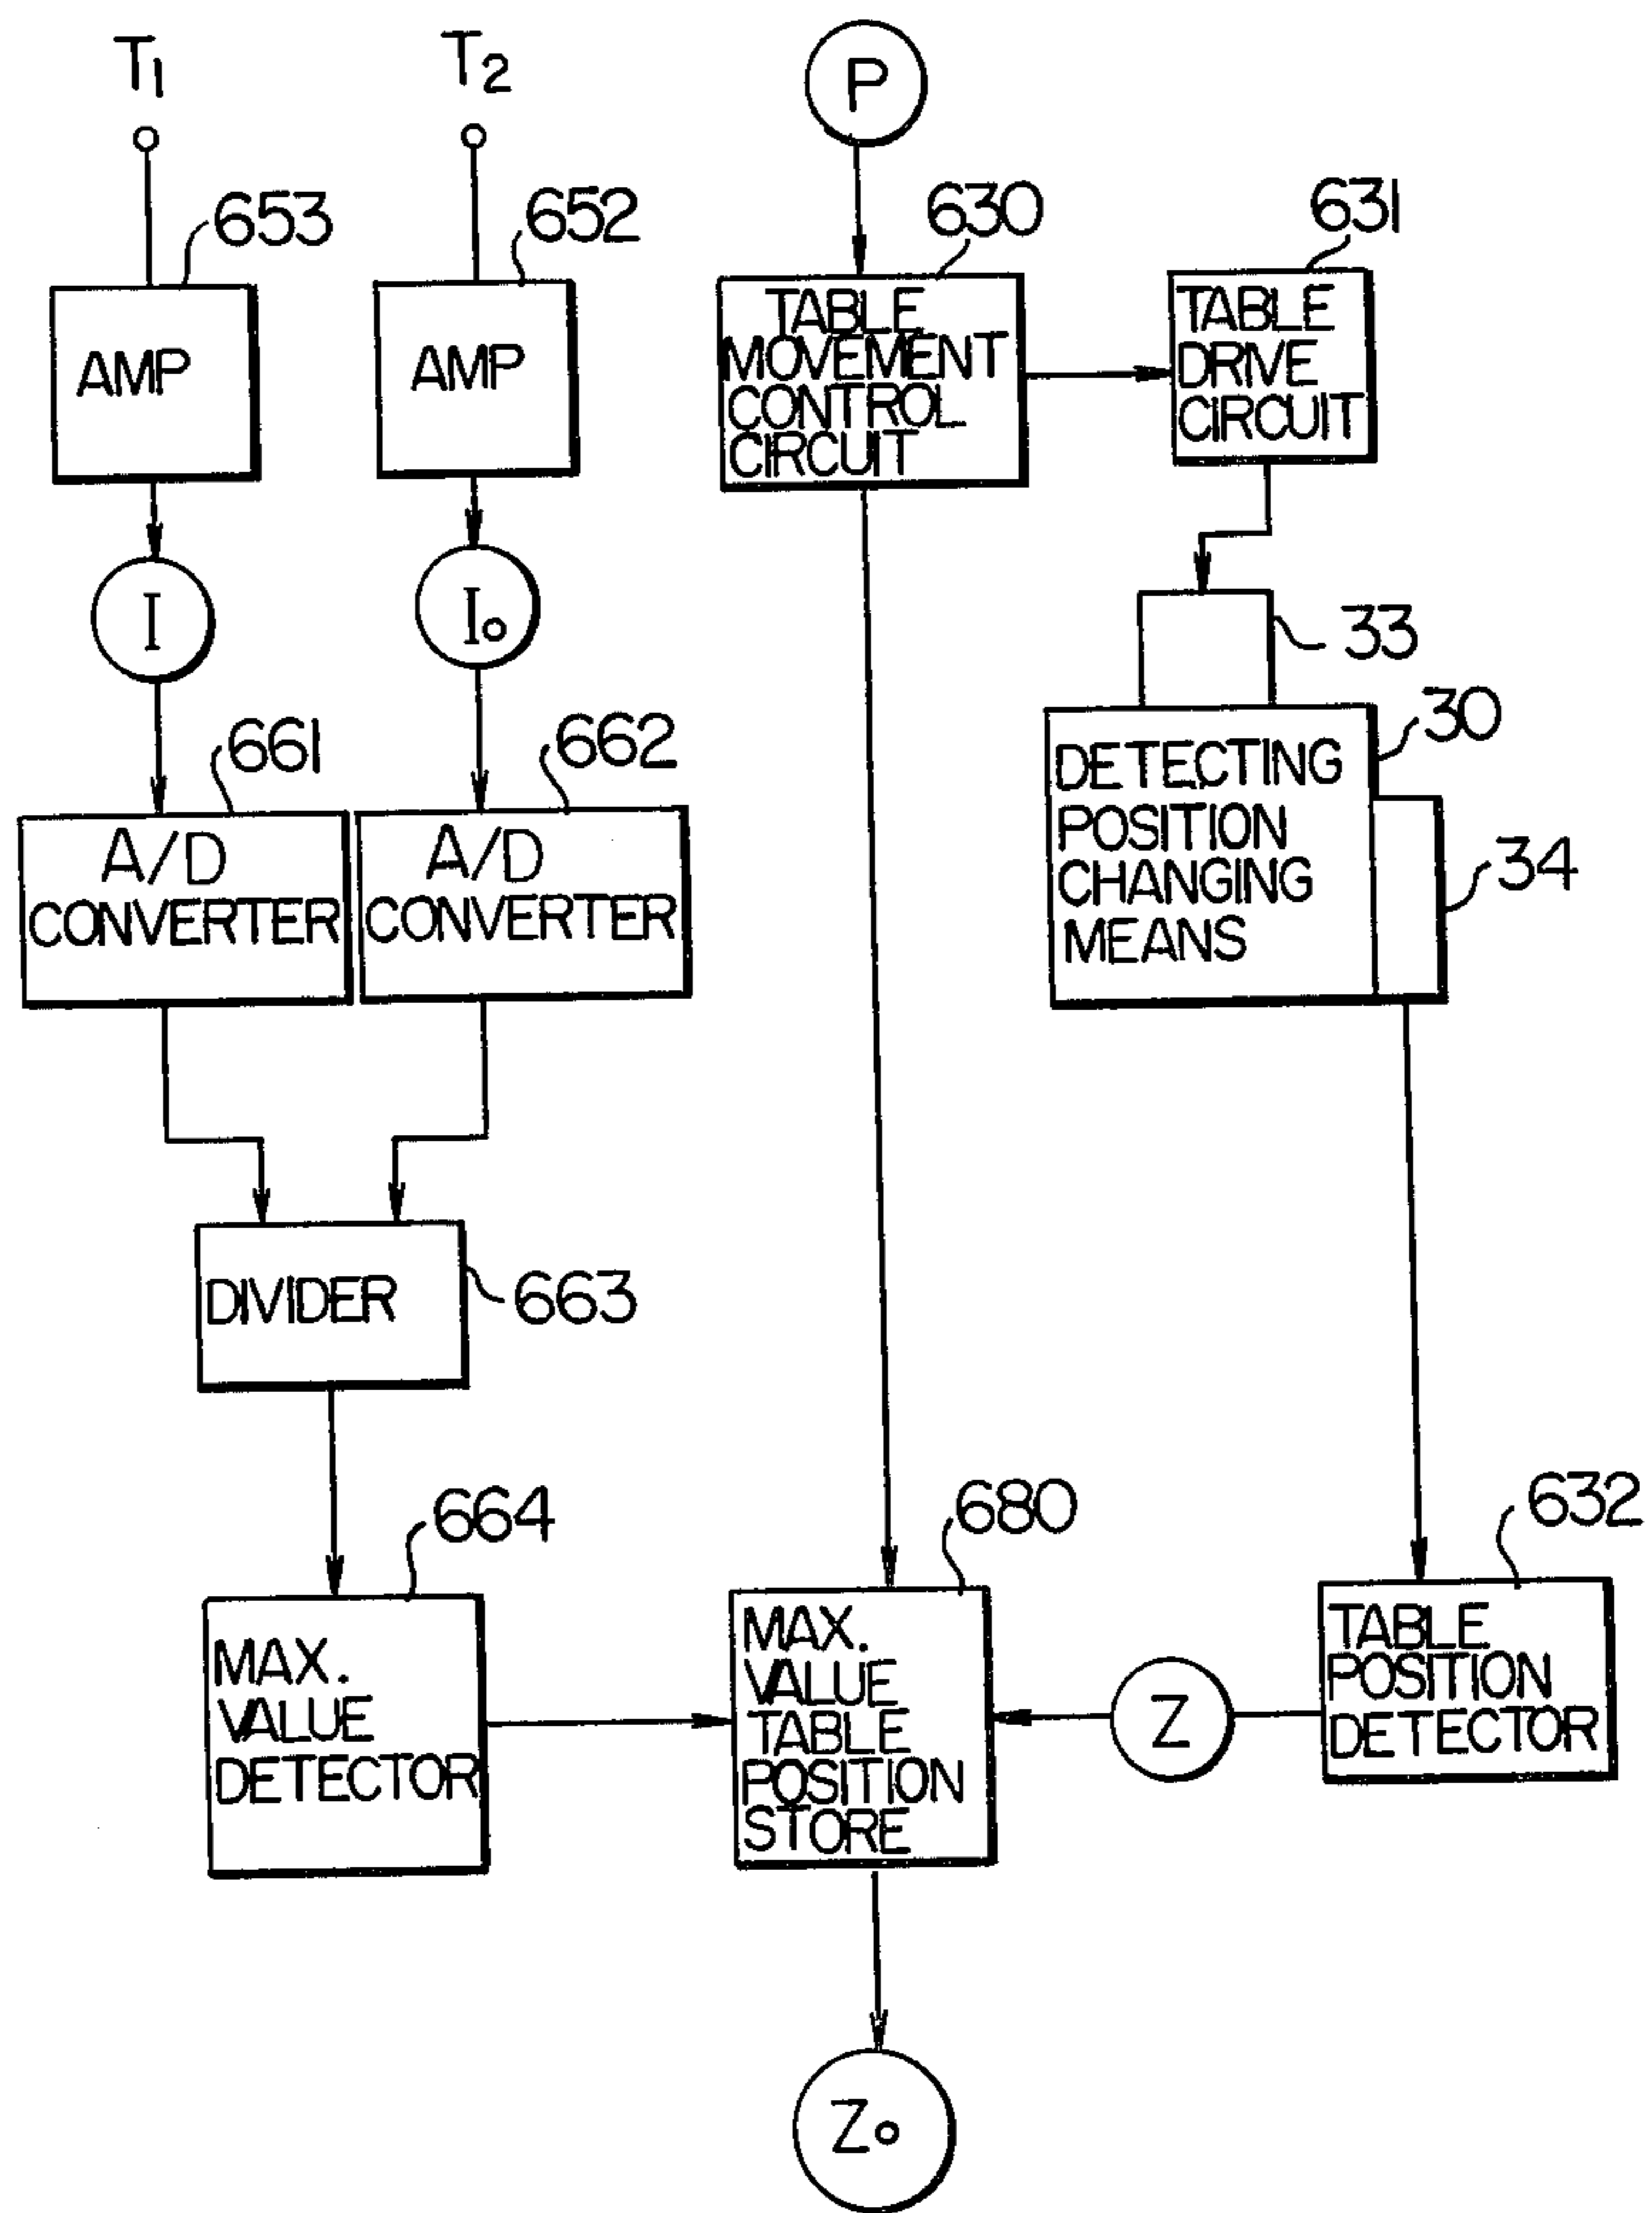 T1
T2
P
653
652
630
631
AMP
AMP
TABLE
MOVEMENT
CONTROL
CIRCUIT
TABLE
DRIVE
CIRCUIT
I
Io
33
30
661
662
DETECTING
POSITION
CHANGING
MEANS
34
A/D
CONVERTER
A/D
CONVERTER
DIVIDER
663
664
680
632
MAX.
VALUE
DETECTOR
MAX.
VALUE
TABLE
POSITION
STORE
Z
TABLE
POSITION
DETECTOR
Zo